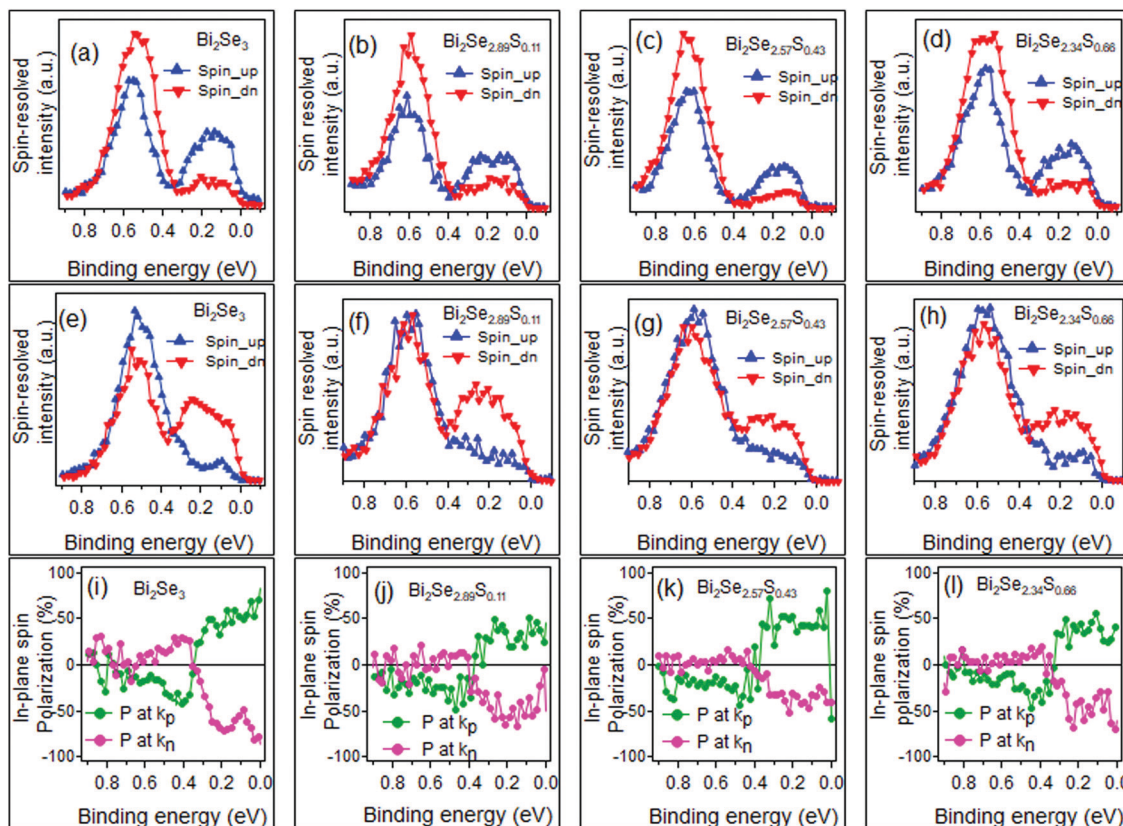 (a) Bi₂Se₃
Spin_up
Spin_dn
Spin-resolved
intensity (a.u.)
0.8 0.6 0.4 0.2 0.0
Binding energy (eV)
(b) Bi₂Se₂.₈₉S₀.₁₁
Spin_up
Spin_dn
Spin resolved
intensity (a.u.)
0.8 0.6 0.4 0.2 0.0
Binding energy (eV)
(c) Bi₂Se₂.₅₇S₀.₄₃
Spin_up
Spin_dn
Spin-resolved
intensity (a.u.)
0.8 0.6 0.4 0.2 0.0
Binding energy (eV)
(d) Bi₂Se₂.₃₄S₀.₆₆
Spin_up
Spin_dn
Spin-resolved
intensity (a.u.)
0.8 0.6 0.4 0.2 0.0
Binding energy (eV)
(e) Bi₂Se₃
Spin_up
Spin_dn
Spin-resolved
intensity (a.u.)
0.8 0.6 0.4 0.2 0.0
Binding energy (eV)
(f) Bi₂Se₂.₈₉S₀.₁₁
Spin_up
Spin_dn
Spin resolved
intensity (a.u.)
0.8 0.6 0.4 0.2 0.0
Binding energy (eV)
(g) Bi₂Se₂.₅₇S₀.₄₃
Spin_up
Spin_dn
Spin-resolved
intensity (a.u.)
0.8 0.6 0.4 0.2 0.0
Binding energy (eV)
(h) Bi₂Se₂.₃₄S₀.₆₆
Spin_up
Spin_dn
Spin-resolved
intensity (a.u.)
0.8 0.6 0.4 0.2 0.0
Binding energy (eV)
(i) Bi₂Se₃
P at kp
P at kn
In-plane spin
Polarization (%)
100
50
0
-50
-100
0.8 0.6 0.4 0.2 0.0
Binding energy (eV)
(j) Bi₂Se₂.₈₉S₀.₁₁
P at kp
P at kn
In-plane spin
Polarization (%)
100
50
0
-50
-100
0.8 0.6 0.4 0.2 0.0
Binding energy (eV)
(k) Bi₂Se₂.₅₇S₀.₄₃
P at kp
P at kn
In-plane spin
Polarization (%)
100
50
0
-50
-100
0.8 0.6 0.4 0.2 0.0
Binding energy (eV)
(l) Bi₂Se₂.₃₄S₀.₆₆
P at kp
P at kn
In-plane spin
polarization (%)
100
50
0
-50
-100
0.8 0.6 0.4 0.2 0.0
Binding energy (eV)